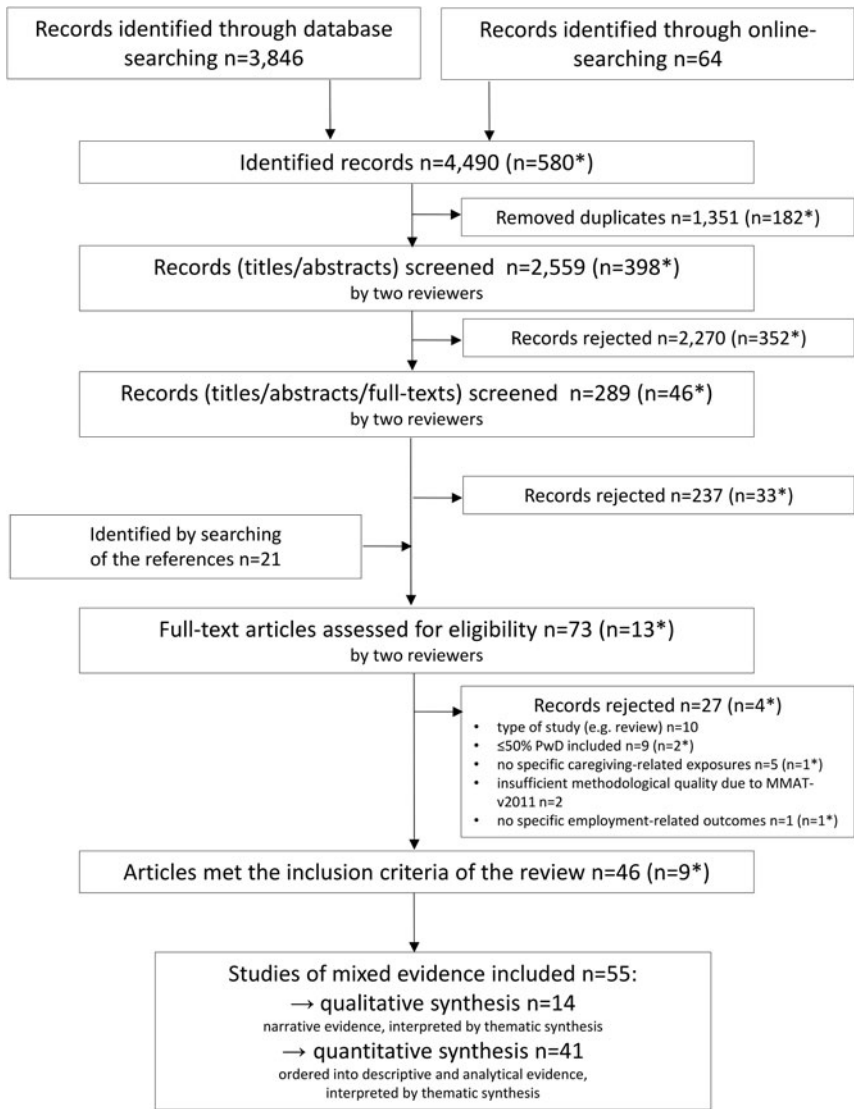 Records identified through database
searching n=3,846
Records identified through online-
searching n=64
Identified records n=4,490 (n=580*)
Removed duplicates n=1,351 (n=182*)
Records (titles/abstracts) screened n=2,559 (n=398*)
by two reviewers
Records rejected n=2,270 (n=352*)
Records (titles/abstracts/full-texts) screened n=289 (n=46*)
by two reviewers
Records rejected n=237 (n=33*)
Identified by searching
of the references n=21
Full-text articles assessed for eligibility n=73 (n=13*)
by two reviewers
Records rejected n=27 (n=4*)
• type of study (e.g. review) n=10
• ≤50% PwD included n=9 (n=2*)
• no specific caregiving-related exposures n=5 (n=1*)
• insufficient methodological quality due to MMAT-
v2011 n=2
• no specific employment-related outcomes n=1 (n=1*)
Articles met the inclusion criteria of the review n=46 (n=9*)
Studies of mixed evidence included n=55:
→ qualitative synthesis n=14
narrative evidence, interpreted by thematic synthesis
→ quantitative synthesis n=41
ordered into descriptive and analytical evidence,
interpreted by thematic synthesis